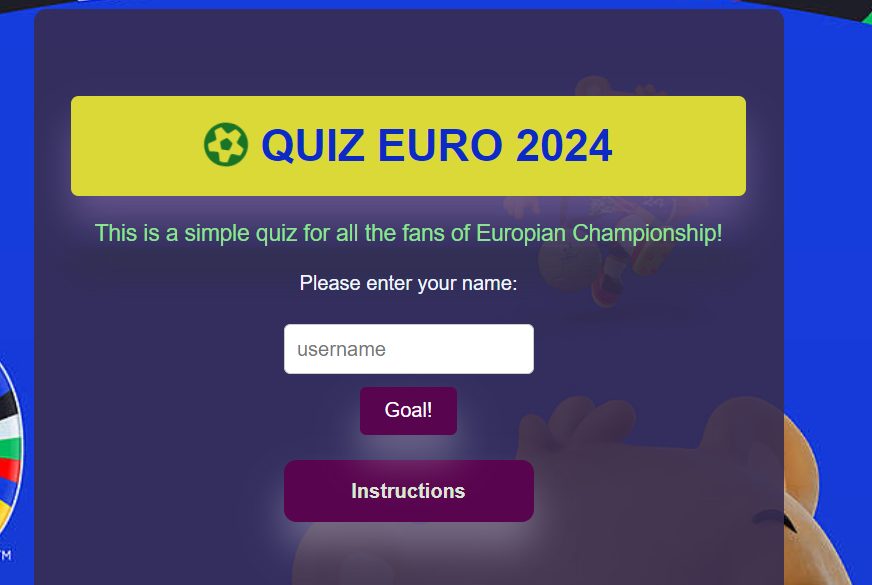 QUIZ EURO 2024
This is a simple quiz for all the fans of Europian Championship!
Please enter your name:
username
Goal!
Instructions
TM